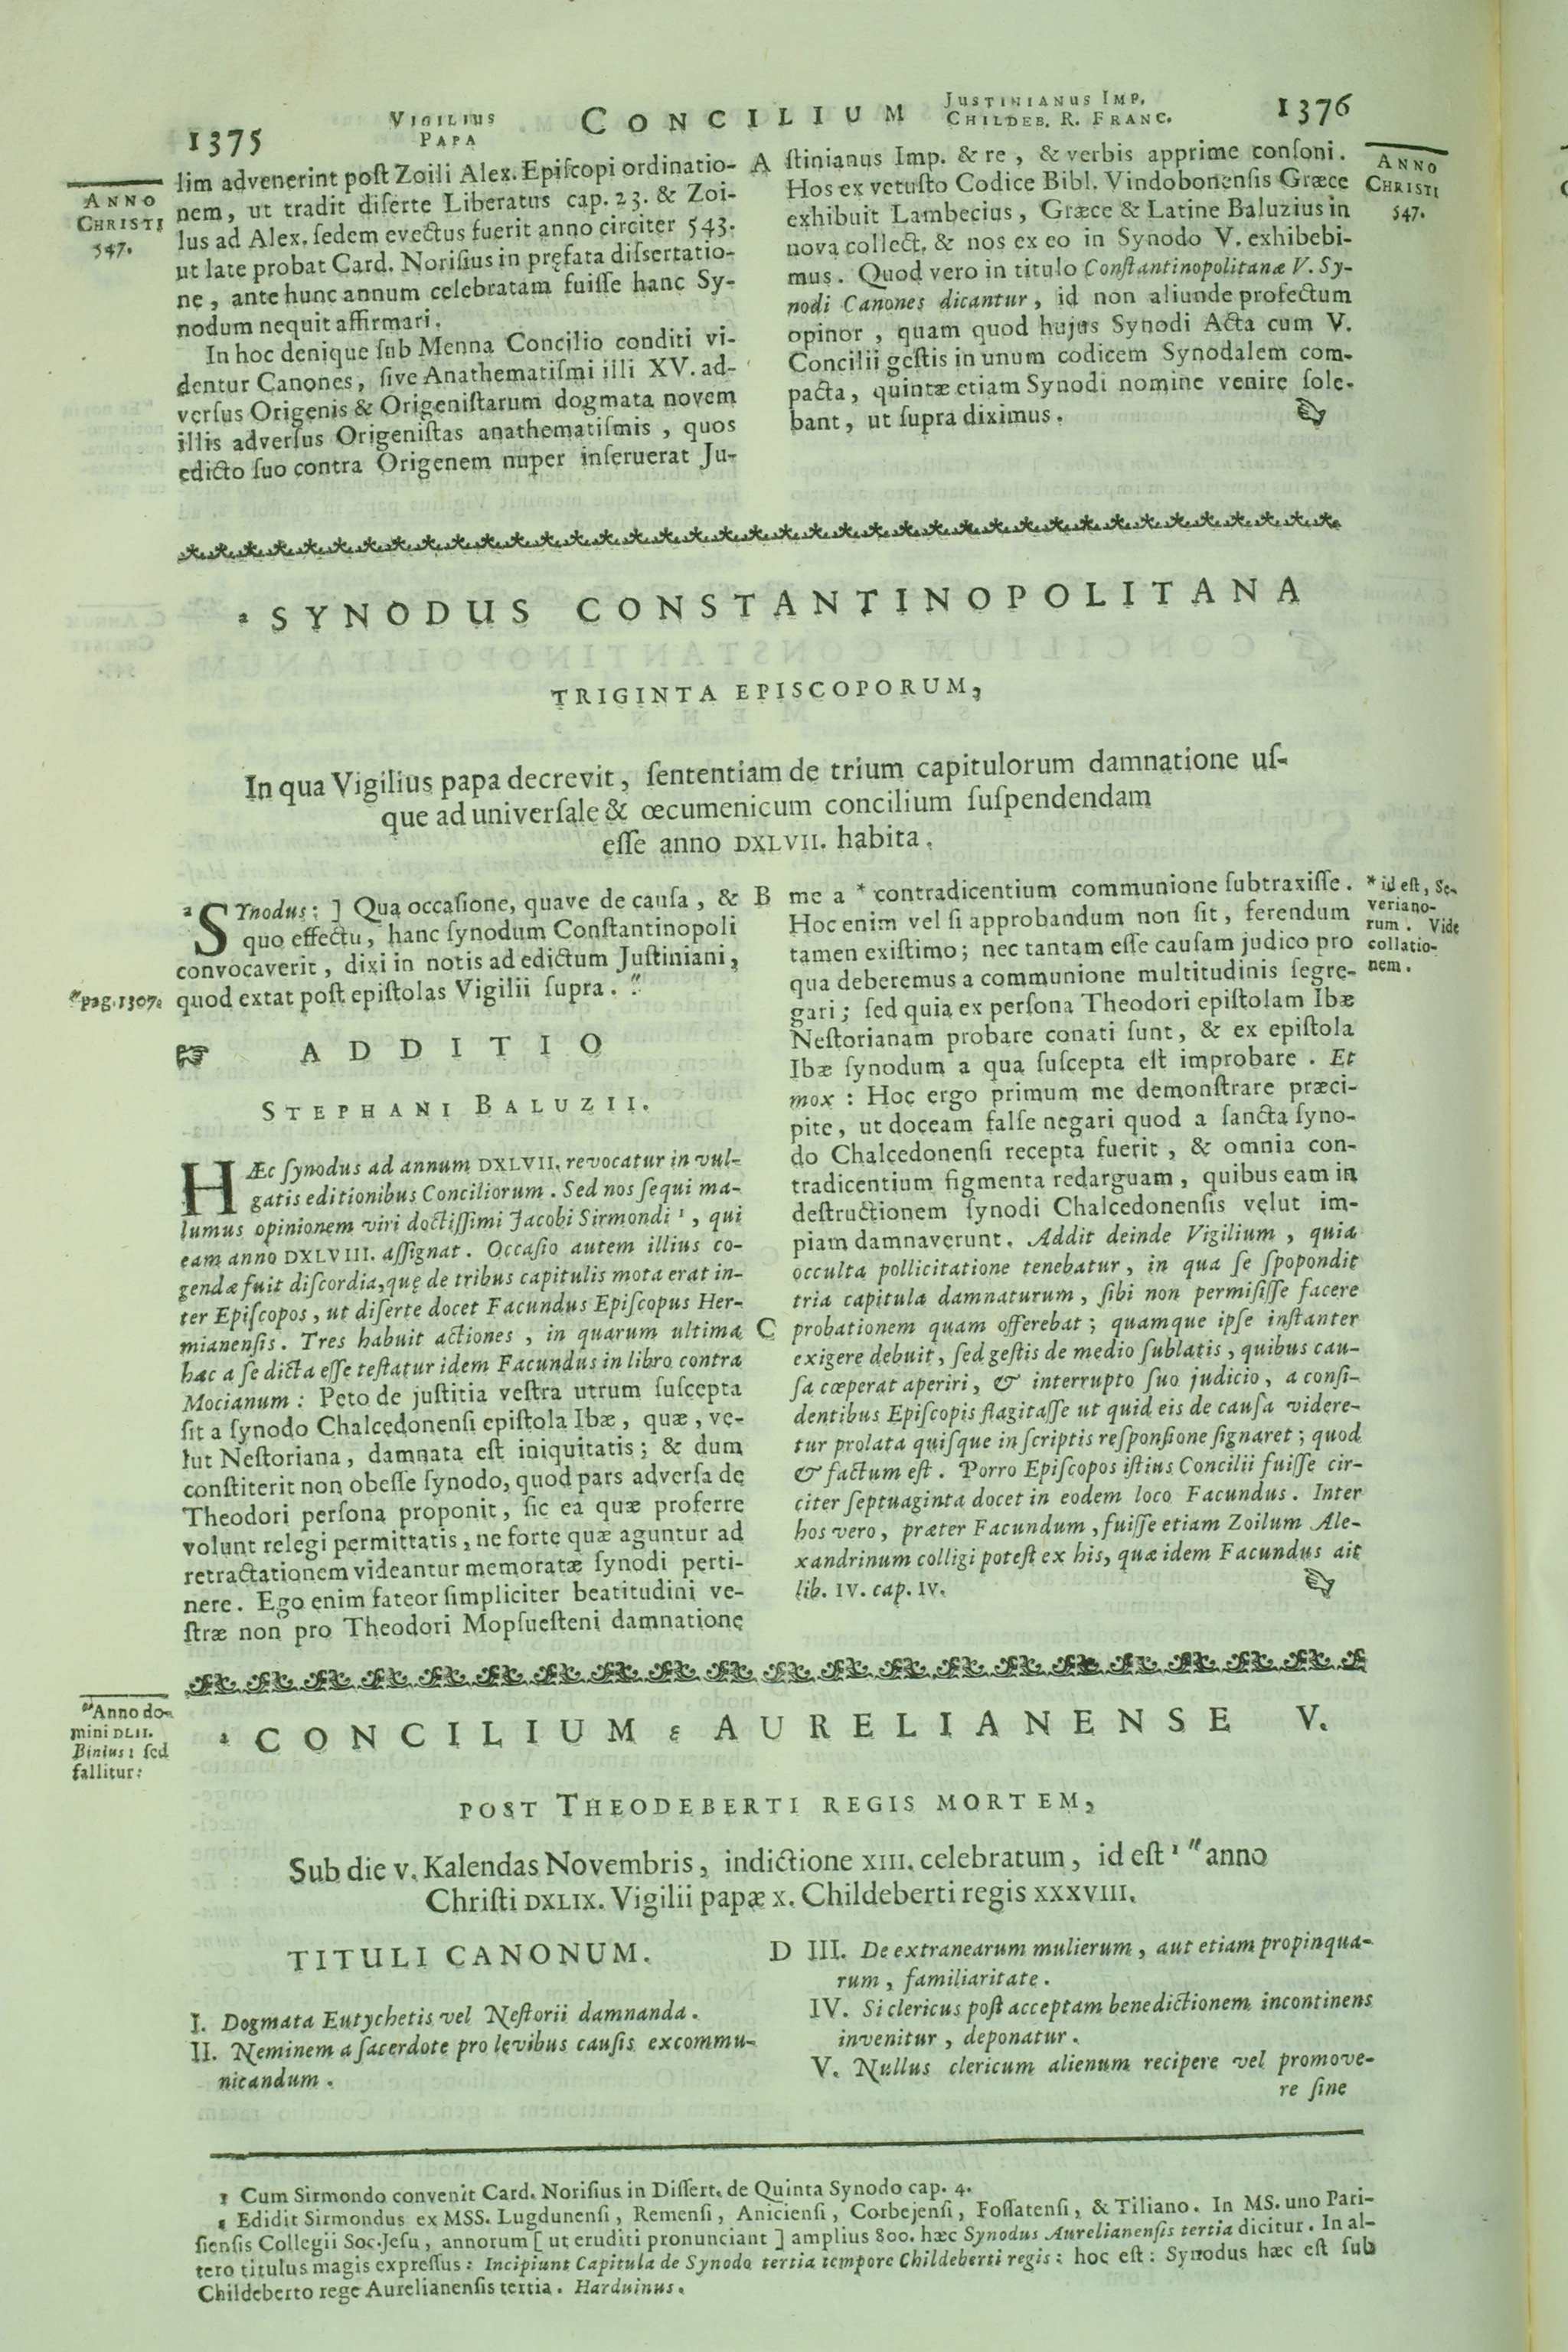 1375
VIGILIUS
PAPA
CONCILIUM
JUSTINIANUS IMP.
CHILDEB. R. FRANC.
1376
ANNO
CHRISTI
547.
lim advenerint post Zoili Alex. Episcopi ordinatio-
nem, ut tradit diserte Liberatus cap. 23. & Zoi-
lus ad Alex. sedem evectus fuerit anno circiter 543.
ut late probat Card. Norisius in pręfata dissertatio-
ne, ante hunc annum celebratam fuisse hanc Sy-
nodum nequit affirmari.
In hoc denique sub Menna Concilio conditi vi-
dentur Canones, sive Anathematismi illi XV. ad-
versus Origenis & Origenistarum dogmata novem
illis adversus Origenistas anathematismis, quos
edicto suo contra Origenem nuper inseruerat Ju-
A
stinianus Imp. & re, & verbis apprime consoni.
Hos ex vetusto Codice Bibl. Vindobonensis Græce
exhibuit Lambecius, Græce & Latine Baluzius in
nova collect. & nos ex eo in Synodo V. exhibebi-
mus. Quod vero in titulo Constantinopolitanæ V. Sy-
nodi Canones dicantur, id non aliunde profectum
opinor, quam quod hujus Synodi Acta cum V.
Concilii gestis in unum codicem Synodalem com-
pacta, quintæ etiam Synodi nomine venire sole-
bant, ut supra diximus.
ANNO
CHRISTI
547.
ª SYNODUS CONSTANTINOPOLITANA
TRIGINTA EPISCOPORUM,
In qua Vigilius papa decrevit, sententiam de trium capitulorum damnatione us-
que ad universale & œcumenicum concilium suspendendam
esse anno DXLVII. habita.
ª SYnodus: ] Qua occasione, quave de causa, &
quo effectu, hanc synodum Constantinopoli
convocaverit, dixi in notis ad edictum Justiniani,
quod extat post epistolas Vigilii supra. "
"pag. 1307.
ADDITIO
STEPHANI BALUZII.
HÆc synodus ad annum DXLVII. revocatur in vul-
gatis editionibus Conciliorum. Sed nos sequi ma-
lumus opinionem viri doctissimi Jacobi Sirmondi ¹, qui
eam anno DXLVIII. assignat. Occasio autem illius co-
gendæ fuit discordia, quę de tribus capitulis mota erat in-
ter Episcopos, ut diserte docet Facundus Episcopus Her-
mianensis. Tres habuit actiones, in quarum ultima
hac a se dicta esse testatur idem Facundus in libro contra
Mocianum: Peto de justitia vestra utrum suscepta
sit a synodo Chalcedonensi epistola Ibæ, quæ, ve-
lut Nestoriana, damnata est iniquitatis; & dum
constiterit non obesse synodo, quod pars adversa de
Theodori persona proponit, sic ea quæ proferre
volunt relegi permittatis, ne forte quæ aguntur ad
retractationem videantur memoratæ synodi perti-
nere. Ego enim fateor simpliciter beatitudini ve-
stræ non pro Theodori Mopsuesteni damnatione
B
me a * contradicentium communione subtraxisse.
Hoc enim vel si approbandum non sit, ferendum
tamen existimo; nec tantam esse causam judico pro
qua deberemus a communione multitudinis segre-
gari; sed quia ex persona Theodori epistolam Ibæ
Nestorianam probare conati sunt, & ex epistola
Ibæ synodum a qua suscepta est improbare. Et
mox: Hoc ergo primum me demonstrare præci-
pite, ut doceam false negari quod a sancta syno-
do Chalcedonensi recepta fuerit, & omnia con-
tradicentium figmenta redarguam, quibus eam in
destructionem synodi Chalcedonensis velut im-
piam damnaverunt. Addit deinde Vigilium, quia
occulta pollicitatione tenebatur, in qua se spopondit
tria capitula damnaturum, sibi non permisisse facere
C
probationem quam offerebat; quamque ipse instanter
exigere debuit, sed gestis de medio sublatis, quibus cau-
sa cœperat aperiri, & interrupto suo judicio, a consi-
dentibus Episcopis flagitasse ut quid eis de causa videre-
tur prolata quisque in scriptis responsione signaret; quod
& factum est. Porro Episcopos istius Concilii fuisse cir-
citer septuaginta docet in eodem loco Facundus. Inter
hos vero, præter Facundum, fuisse etiam Zoilum Ale-
xandrinum colligi potest ex his, quæ idem Facundus ait
lib. IV. cap. IV.
* id est, Se-
veriano-
rum. Vide
collatio-
nem.
"Anno do-
mini DLII.
Binius: sed
fallitur:
ª CONCILIUM ε AURELIANENSE V.
POST THEODEBERTI REGIS MORTEM,
Sub die v. Kalendas Novembris, indictione XIII. celebratum, id est ¹ " anno
Christi DXLIX. Vigilii papæ x. Childeberti regis XXXVIII.
TITULI CANONUM.
I. Dogmata Eutychetis vel Nestorii damnanda.
II. Neminem a sacerdote pro levibus causis excommu-
nicandum.
D
III. De extranearum mulierum, aut etiam propinqua-
rum, familiaritate.
IV. Si clericus post acceptam benedictionem incontinens
invenitur, deponatur.
V. Nullus clericum alienum recipere vel promove-
re sine
1 Cum Sirmondo convenit Card. Norisius in Dissert. de Quinta Synodo cap. 4.
ε Edidit Sirmondus ex MSS. Lugdunensi, Remensi, Aniciensi, Corbejensi, Fossatensi, & Tiliano. In MS. uno Pari-
siensis Collegii Soc. Jesu, annorum [ ut eruditi pronunciant ] amplius 800. hæc Synodus Aurelianensis tertia dicitur. In al-
tero titulus magis expressus: Incipiunt Capitula de Synodo tertia tempore Childeberti regis: hoc est: Synodus hæc est sub
Childeberto rege Aurelianensis tertia. Harduinus.